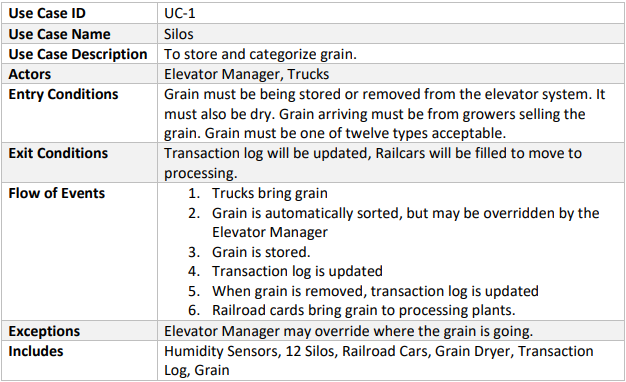 Use Case ID UC-1
Use Case Name Silos
Use Case Description To store and categorize grain.
Actors Elevator Manager, Trucks
Entry Conditions Grain must be being stored or removed from the elevator system. It
must also be dry. Grain arriving must be from growers selling the
grain. Grain must be one of twelve types acceptable.
Exit Conditions Transaction log will be updated, Railcars will be filled to move to
processing.
Flow of Events 1. Trucks bring grain
2. Grain is automatically sorted, but may be overridden by the
Elevator Manager
3. Grain is stored.
4. Transaction log is updated
5. When grain is removed, transaction log is updated
6. Railroad cards bring grain to processing plants.
Exceptions Elevator Manager may override where the grain is going.
Includes Humidity Sensors, 12 Silos, Railroad Cars, Grain Dryer, Transaction
Log, Grain